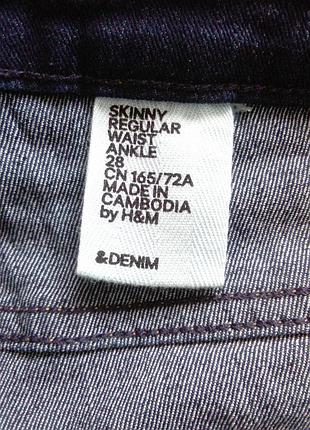 SKINNY
REGULAR
WAIST
ANKLE
28
CN 165/72A
MADE IN
CAMBODIA
by H&M
&DENIM